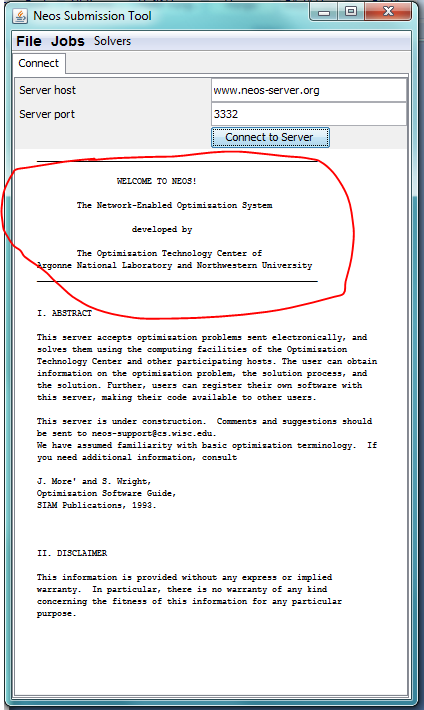 Neos Submission Tool
File Jobs Solvers
Connect
Server host www.neos-server.org
Server port 3332
Connect to Server
WELCOME TO NEOS!
The Network-Enabled Optimization System
developed by
The Optimization Technology Center of
Argonne National Laboratory and Northwestern University
I. ABSTRACT
This server accepts optimization problems sent electronically, and
solves them using the computing facilities of the Optimization
Technology Center and other participating hosts. The user can obtain
information on the optimization problem, the solution process, and
the solution. Further, users can register their own software with
this server, making their code available to other users.
This server is under construction.  Comments and suggestions should
be sent to neos-support@cs.wisc.edu.
We have assumed familiarity with basic optimization terminology.  If
you need additional information, consult
J. More' and S. Wright,
Optimization Software Guide,
SIAM Publications, 1993.
II. DISCLAIMER
This information is provided without any express or implied
warranty.  In particular, there is no warranty of any kind
concerning the fitness of this information for any particular
purpose.